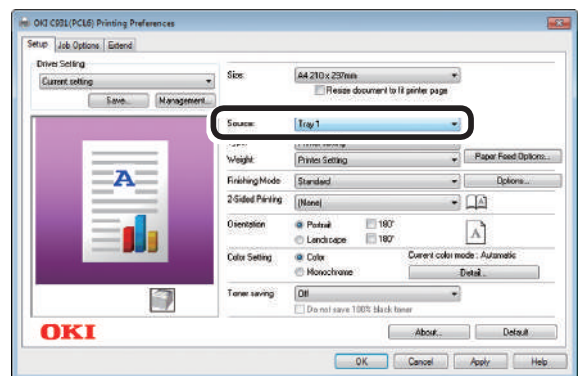 OKI C931(PCL6) Printing Preferences
Setup Job Options Extend
Driver Setting
Current setting
Save... Management...
Size: A4 210 x 297mm
Resize document to fit printer page
Source: Tray 1
Weight: Printer Setting Paper Feed Options...
Finishing Mode Standard Options...
2-Sided Printing (None)
Orientation Portrait 180°
Landscape 180°
Color Setting Color Current color mode : Automatic
Monochrome Detail...
Toner saving Off
Do not save 100% black toner
A
A
OKI
About... Default
OK Cancel Apply Help